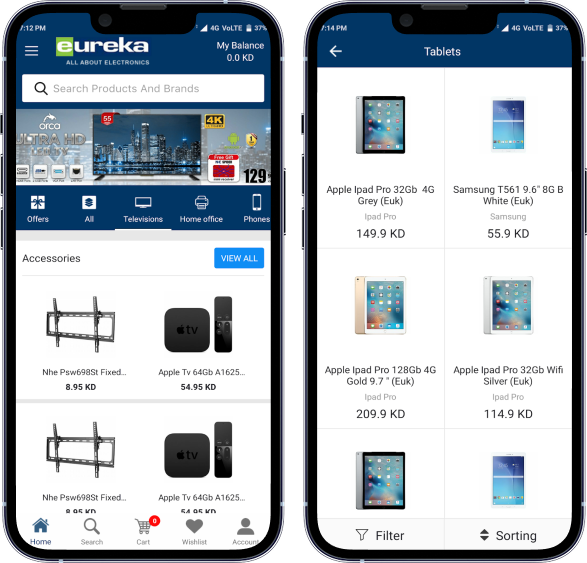 7:12 PM
4G VoLTE 37%
eureka
ALL ABOUT ELECTRONICS
My Balance
0.0 KD
Search Products And Brands
orca
ULTRA HD
55
4K
Free Gift
129
Offers
All
Televisions
Home office
Phones
Accessories
VIEW ALL
tv
Nhe Psw698St Fixed...
8.95 KD
Apple Tv 64Gb A1625...
54.95 KD
tv
Nhe Psw698St Fixed...
8.95 KD
Apple Tv 64Gb A1625...
54.95 KD
0
Home
Search
Cart
Wishlist
Account
7:14 PM
4G VoLTE 37%
Tablets
Apple Ipad Pro 32Gb 4G
Grey (Euk)
Ipad Pro
149.9 KD
Samsung T561 9.6" 8G B
White (Euk)
Samsung
55.9 KD
Apple Ipad Pro 128Gb 4G
Gold 9.7 " (Euk)
Ipad Pro
209.9 KD
Apple Ipad Pro 32Gb Wifi
Silver (Euk)
Ipad Pro
114.9 KD
Filter
Sorting